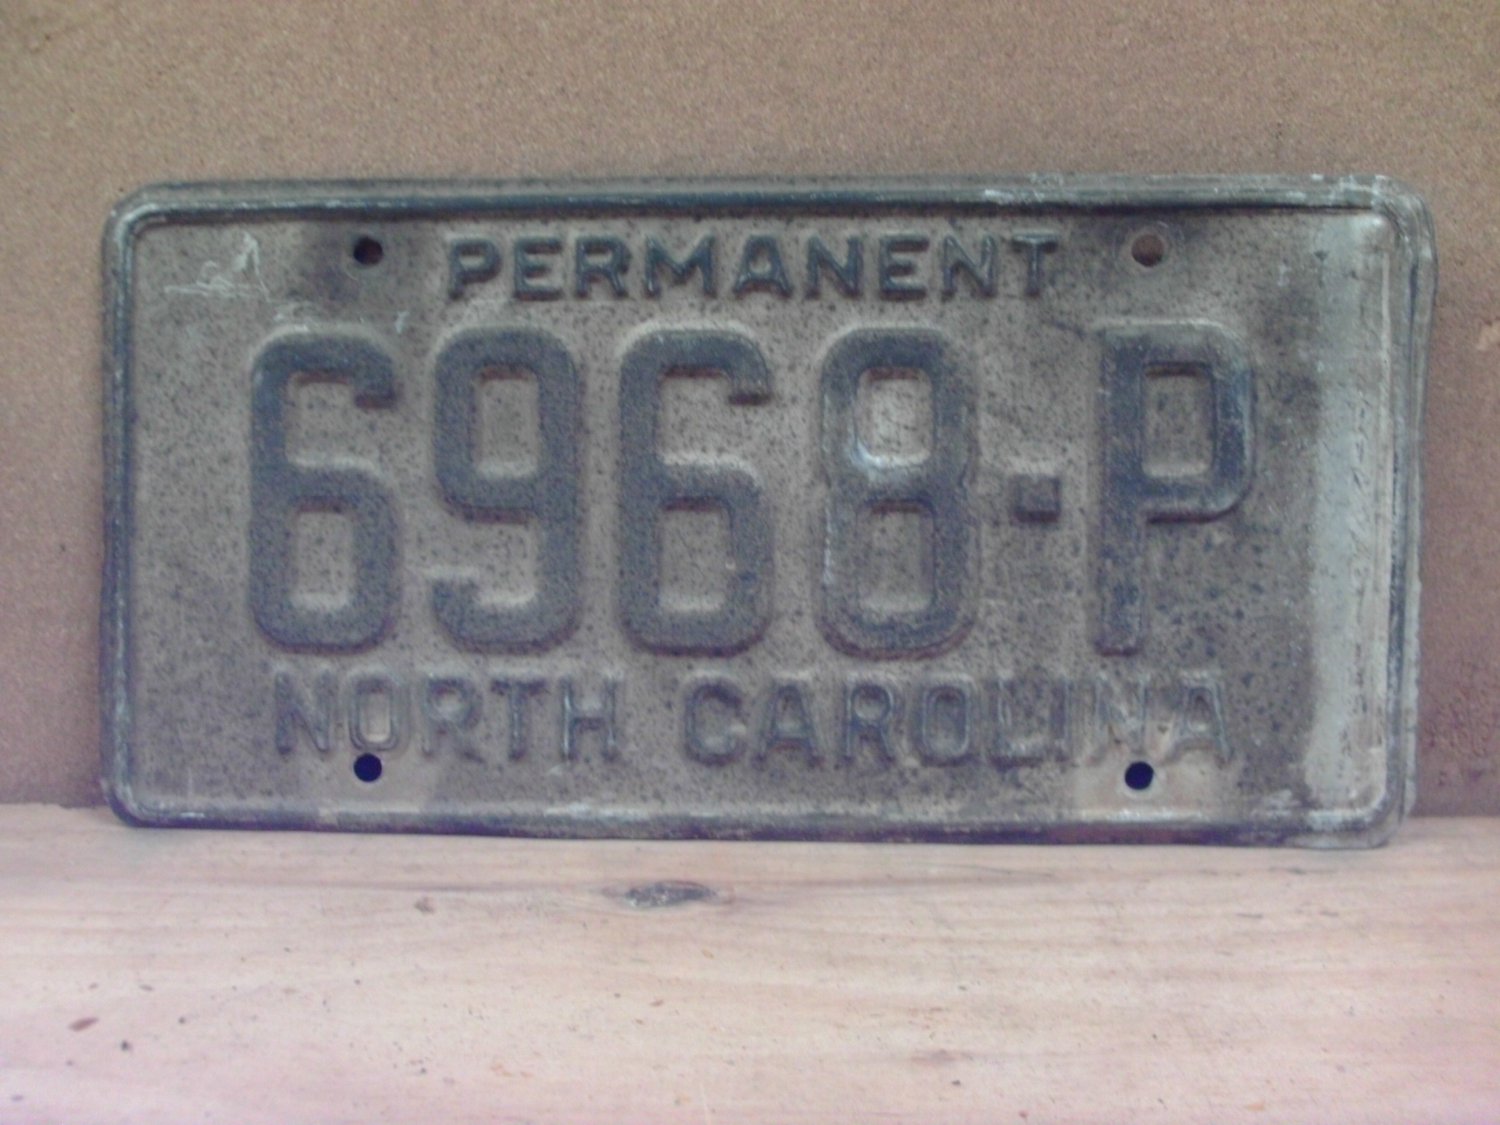 PERMANENT
6968-P
NORTH CAROLINA